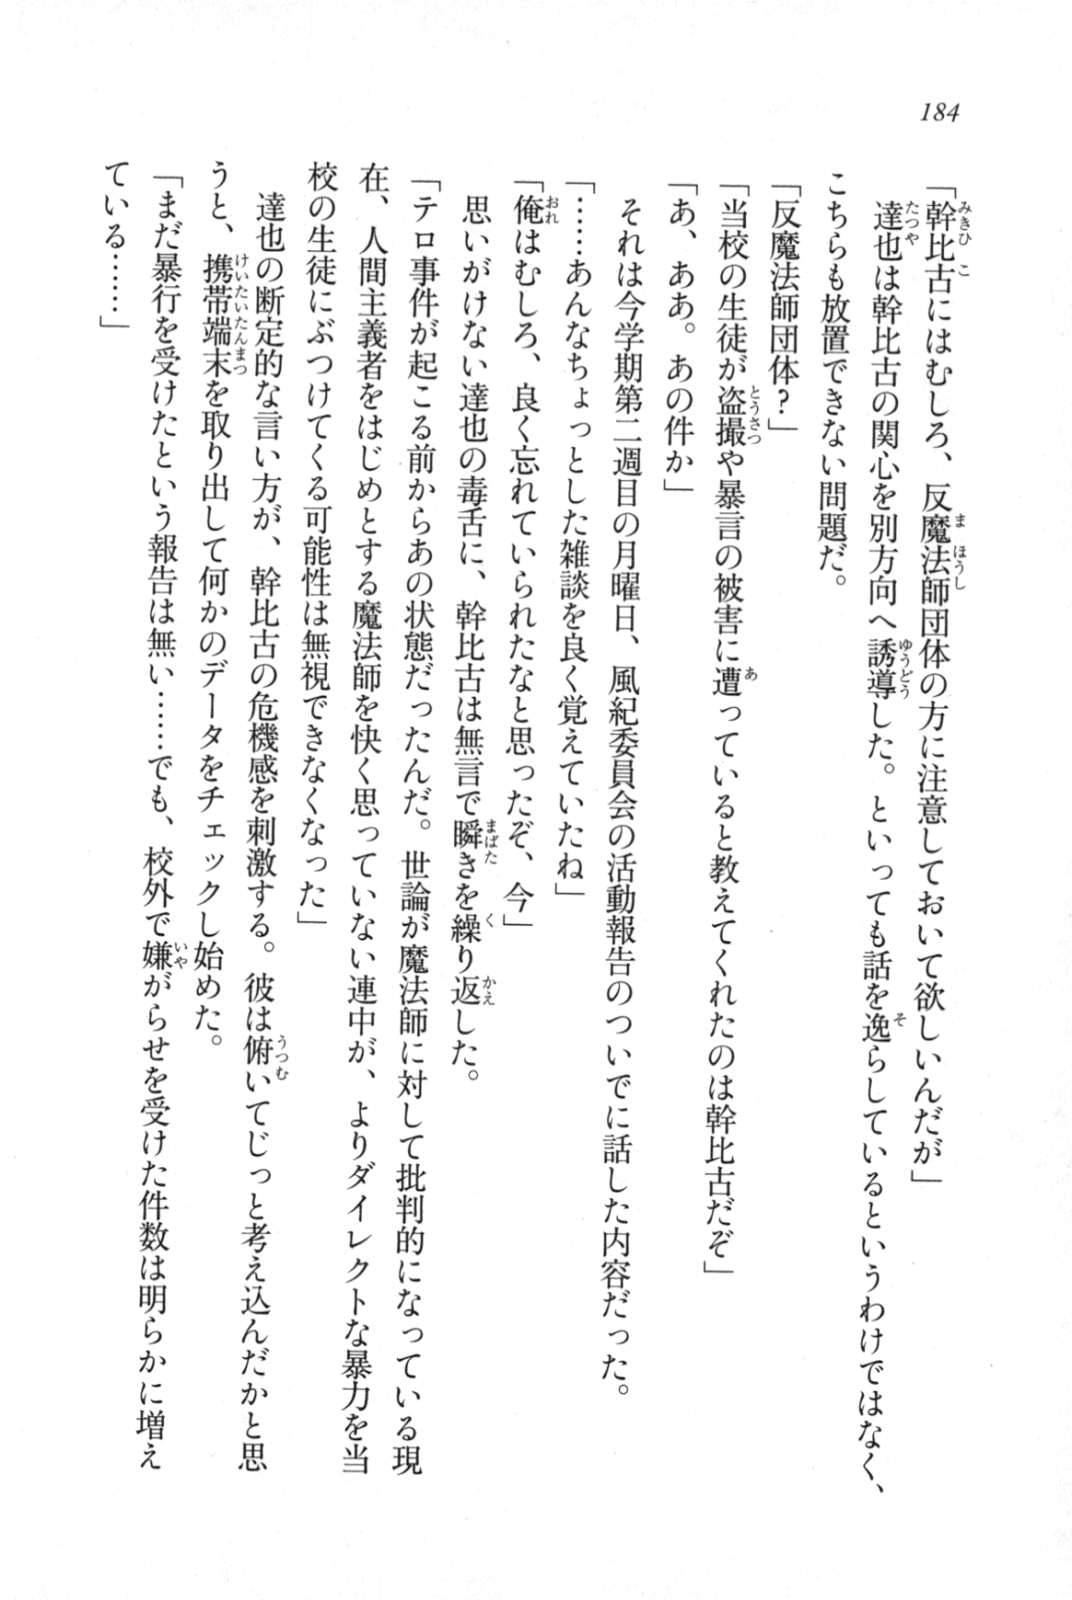 184
「幹比古にはむしろ、反魔法師団体の方に注意しておいて欲しいんだが」
達也は幹比古の関心を別方向へ誘導した。といっても話を逸らしているというわけではなく、
こちらも放置できない問題だ。
「反魔法師団体?」
「当校の生徒が盗撮や暴言の被害に遭っていると教えてくれたのは幹比古だぞ」
「あ、ああ。あの件か」
それは今学期第二週目の月曜日、風紀委員会の活動報告のついでに話した内容だった。
「……あんなちょっとした雑談を良く覚えていたね」
「俺はむしろ、良く忘れていられたなと思ったぞ、今」
思いがけない達也の毒舌に、幹比古は無言で瞬きを繰り返した。
「テロ事件が起こる前からあの状態だったんだ。世論が魔法師に対して批判的になっている現
在、人間主義者をはじめとする魔法師を快く思っていない連中が、よりダイレクトな暴力を当
校の生徒にぶつけてくる可能性は無視できなくなった」
達也の断定的な言い方が、幹比古の危機感を刺激する。彼は俯いてじっと考え込んだかと思
うと、携帯端末を取り出して何かのデータをチェックし始めた。
「まだ暴行を受けたという報告は無い……でも、校外で嫌がらせを受けた件数は明らかに増え
ている……」